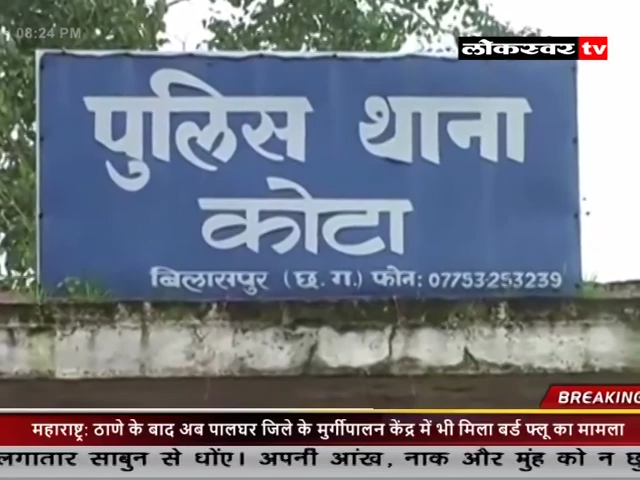 08:24 PM
लोकस्वर tv
पुलिस थाना
कोटा
बिलासपुर (छ. ग.) फोन: 07753-253239
BREAKING
महाराष्ट्र: ठाणे के बाद अब पालघर जिले के मुर्गीपालन केंद्र में भी मिला बर्ड फ्लू का मामला
लगातार साबुन से धोंए। अपनी आंख, नाक और मुंह को न छु